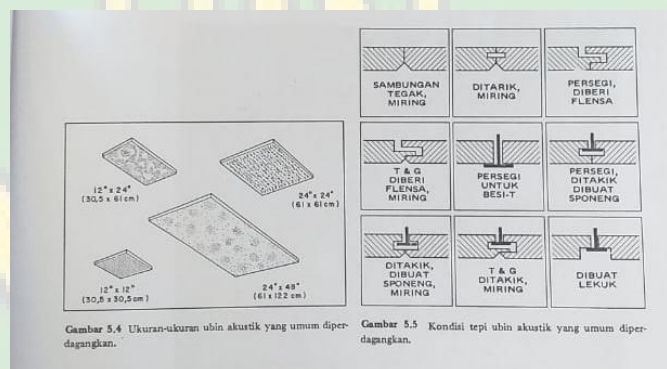 12" x 24"
(30,5 x 61 cm)
24" x 24"
(61 x 61 cm)
12" x 12"
(30,5 x 30,5 cm)
24" x 48"
(61 x 122 cm)
Gambar 5.4 Ukuran-ukuran ubin akustik yang umum diper-
dagangkan.
SAMBUNGAN
TEGAK,
MIRING
DITARIK,
MIRING
PERSEGI,
DIBERI
FLENSA
T & G
DIBERI
FLENSA,
MIRING
PERSEGI
UNTUK
BESI-T
PERSEGI,
DITAKIK
DIBUAT
SPONENG
DITAKIK,
DIBUAT
SPONENG,
MIRING
T & G
DITAKIK,
MIRING
DIBUAT
LEKUK
Gambar 5.5 Kondisi tepi ubin akustik yang umum diper-
dagangkan.